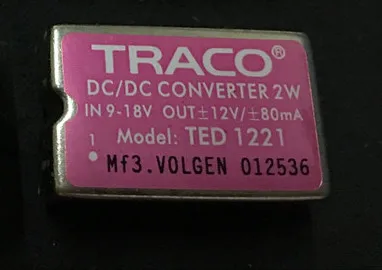 TRACO®
DC/DC CONVERTER 2W
IN 9-18V OUT±12V/±80mA
1 Model: TED 1221
Mf3.VOLGEN 012536